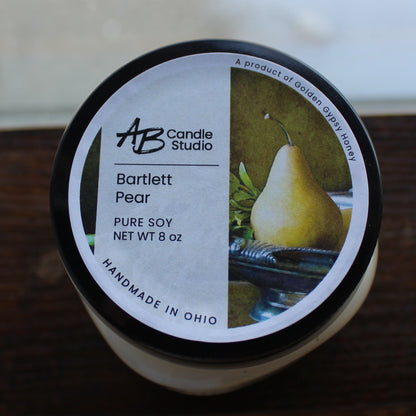 A product of Golden Gypsy Honey
AB Candle
Studio
Bartlett
Pear
PURE SOY
NET WT 8 oz
HANDMADE IN OHIO